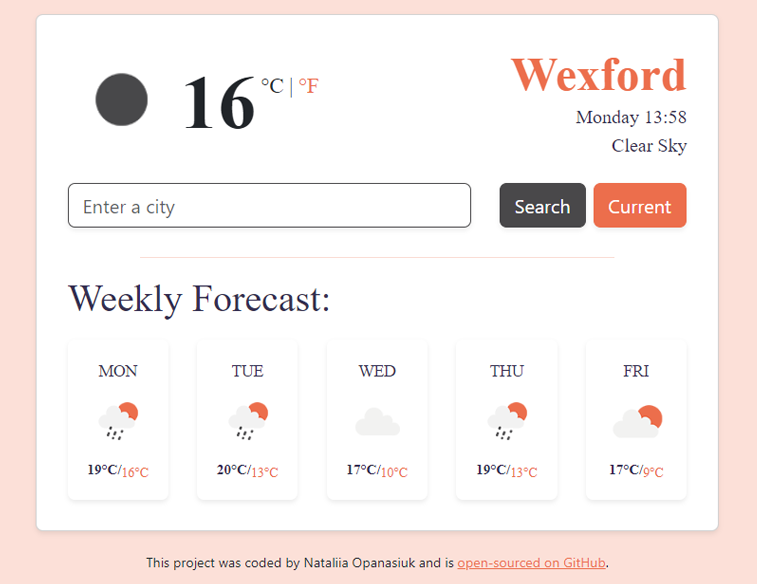 16 °C | °F
Wexford
Monday 13:58
Clear Sky
Enter a city
Search
Current
Weekly Forecast:
MON
TUE
WED
THU
FRI
19°C/16°C
20°C/13°C
17°C/10°C
19°C/13°C
17°C/9°C
This project was coded by Nataliia Opanasiuk and is open-sourced on GitHub.